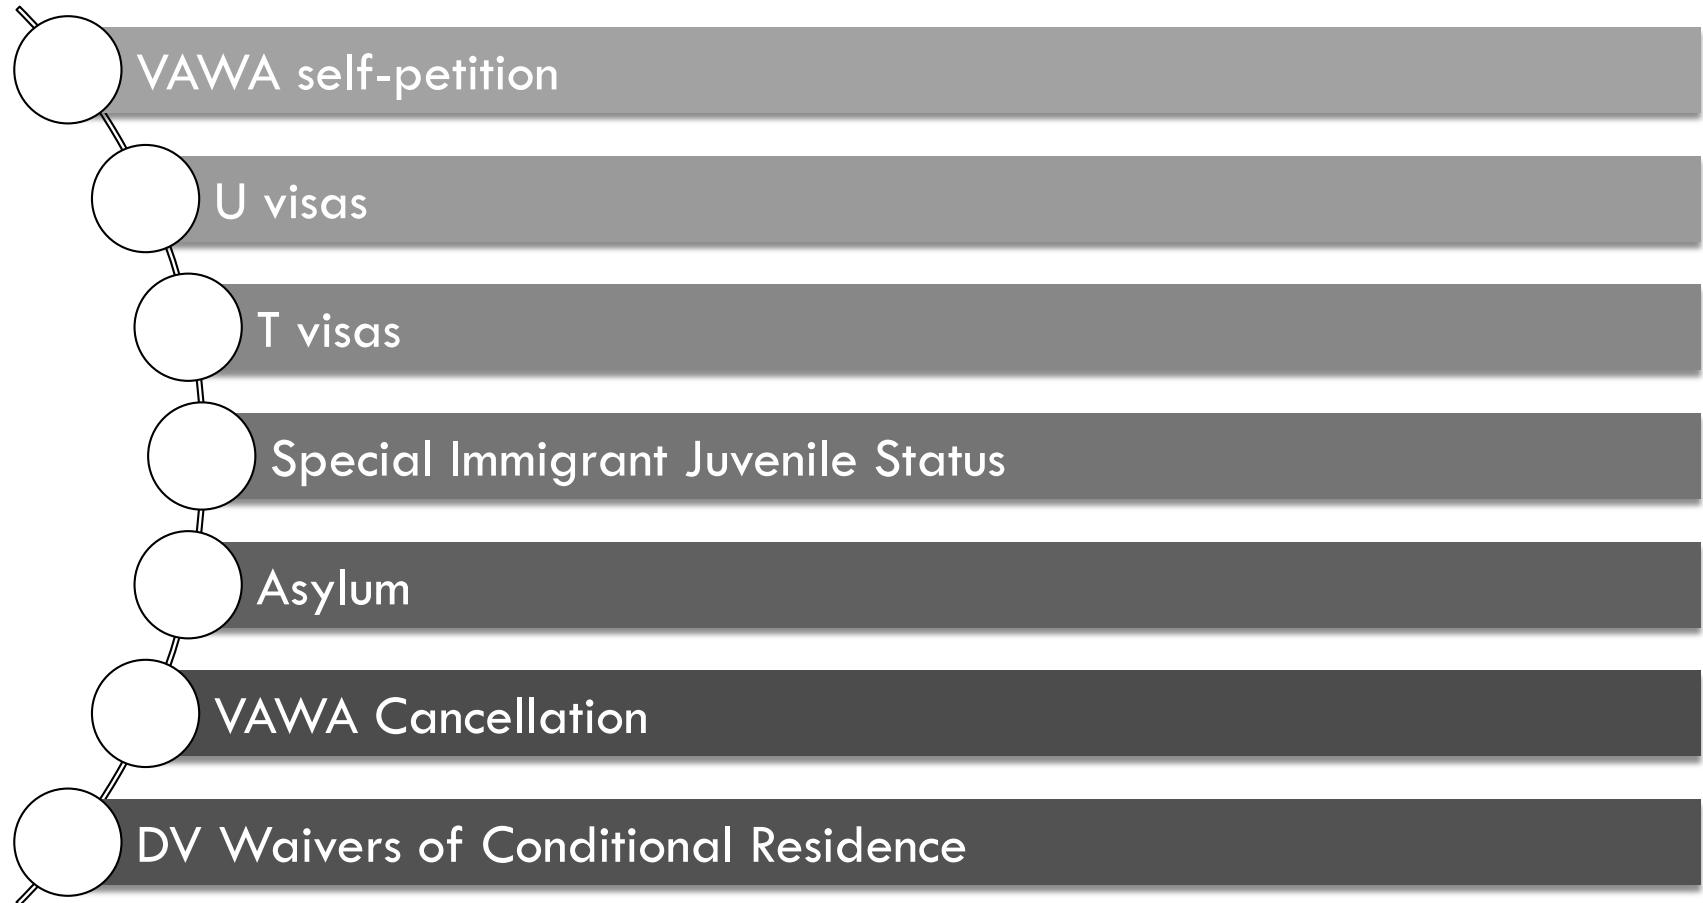 VAWA self-petition
U visas
T visas
Special Immigrant Juvenile Status
Asylum
VAWA Cancellation
DV Waivers of Conditional Residence